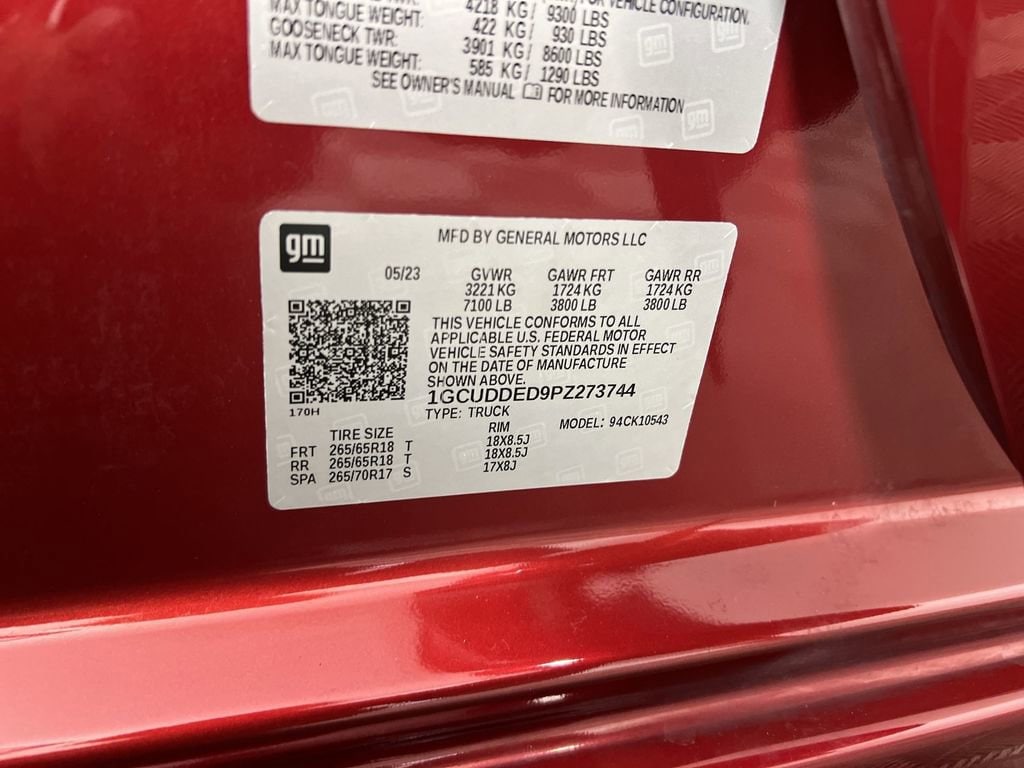 MAX TONGUE WEIGHT: 4218 KG/ 9300 LBS
VEHICLE CONFIGURATION.
GOOSENECK TWR: 422 KG/ 930 LBS
MAX TONGUE WEIGHT: 3901 KG/ 8600 LBS
585 KG/ 1290 LBS
SEE OWNER'S MANUAL FOR MORE INFORMATION
gm
MFD BY GENERAL MOTORS LLC
05/23 GVWR GAWR FRT GAWR RR
3221 KG 1724 KG 1724 KG
7100 LB 3800 LB 3800 LB
THIS VEHICLE CONFORMS TO ALL
APPLICABLE U.S. FEDERAL MOTOR
VEHICLE SAFETY STANDARDS IN EFFECT
ON THE DATE OF MANUFACTURE
SHOWN ABOVE.
1GCUDDED9PZ273744
170H
TYPE: TRUCK MODEL: 94CK10543
TIRE SIZE RIM
FRT 265/65R18 T 18X8.5J
RR 265/65R18 T 18X8.5J
SPA 265/70R17 S 17X8J